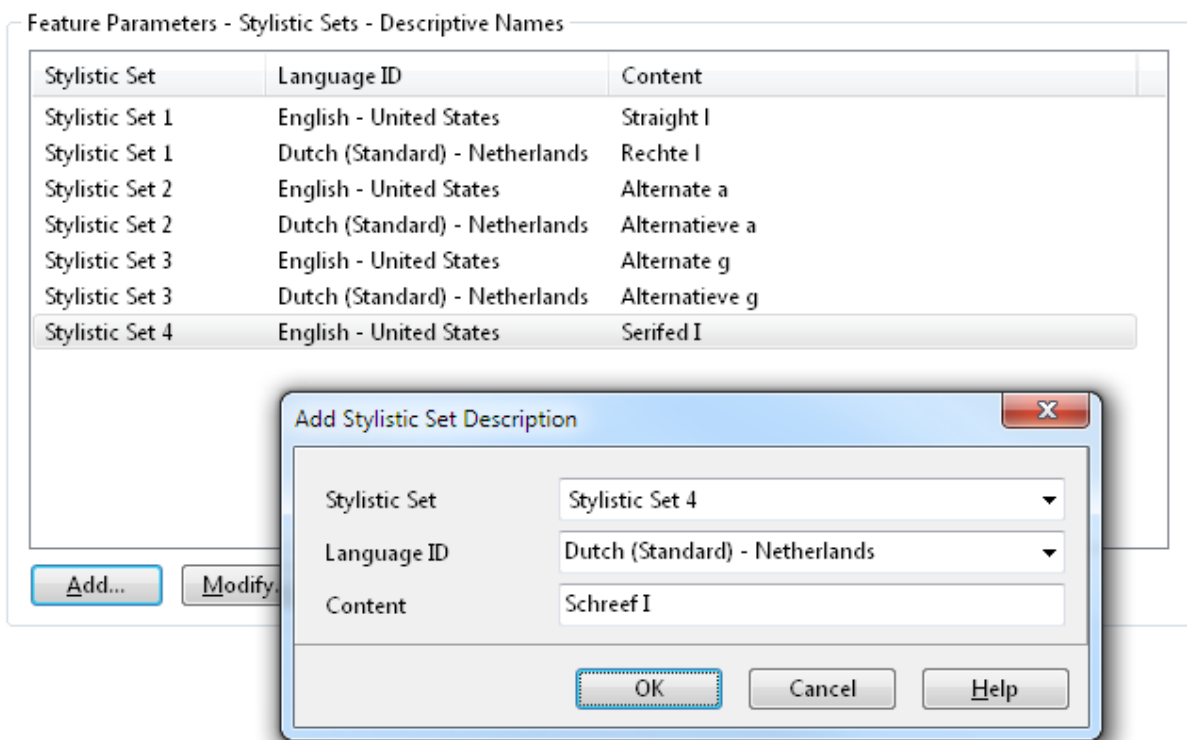 Feature Parameters - Stylistic Sets - Descriptive Names
Stylistic Set Language ID Content
Stylistic Set 1 English - United States Straight l
Stylistic Set 1 Dutch (Standard) - Netherlands Rechte l
Stylistic Set 2 English - United States Alternate a
Stylistic Set 2 Dutch (Standard) - Netherlands Alternatieve a
Stylistic Set 3 English - United States Alternate g
Stylistic Set 3 Dutch (Standard) - Netherlands Alternatieve g
Stylistic Set 4 English - United States Serifed I
Add Stylistic Set Description
Stylistic Set Stylistic Set 4
Language ID Dutch (Standard) - Netherlands
Content Schreef I
Add... Modify.
OK Cancel Help